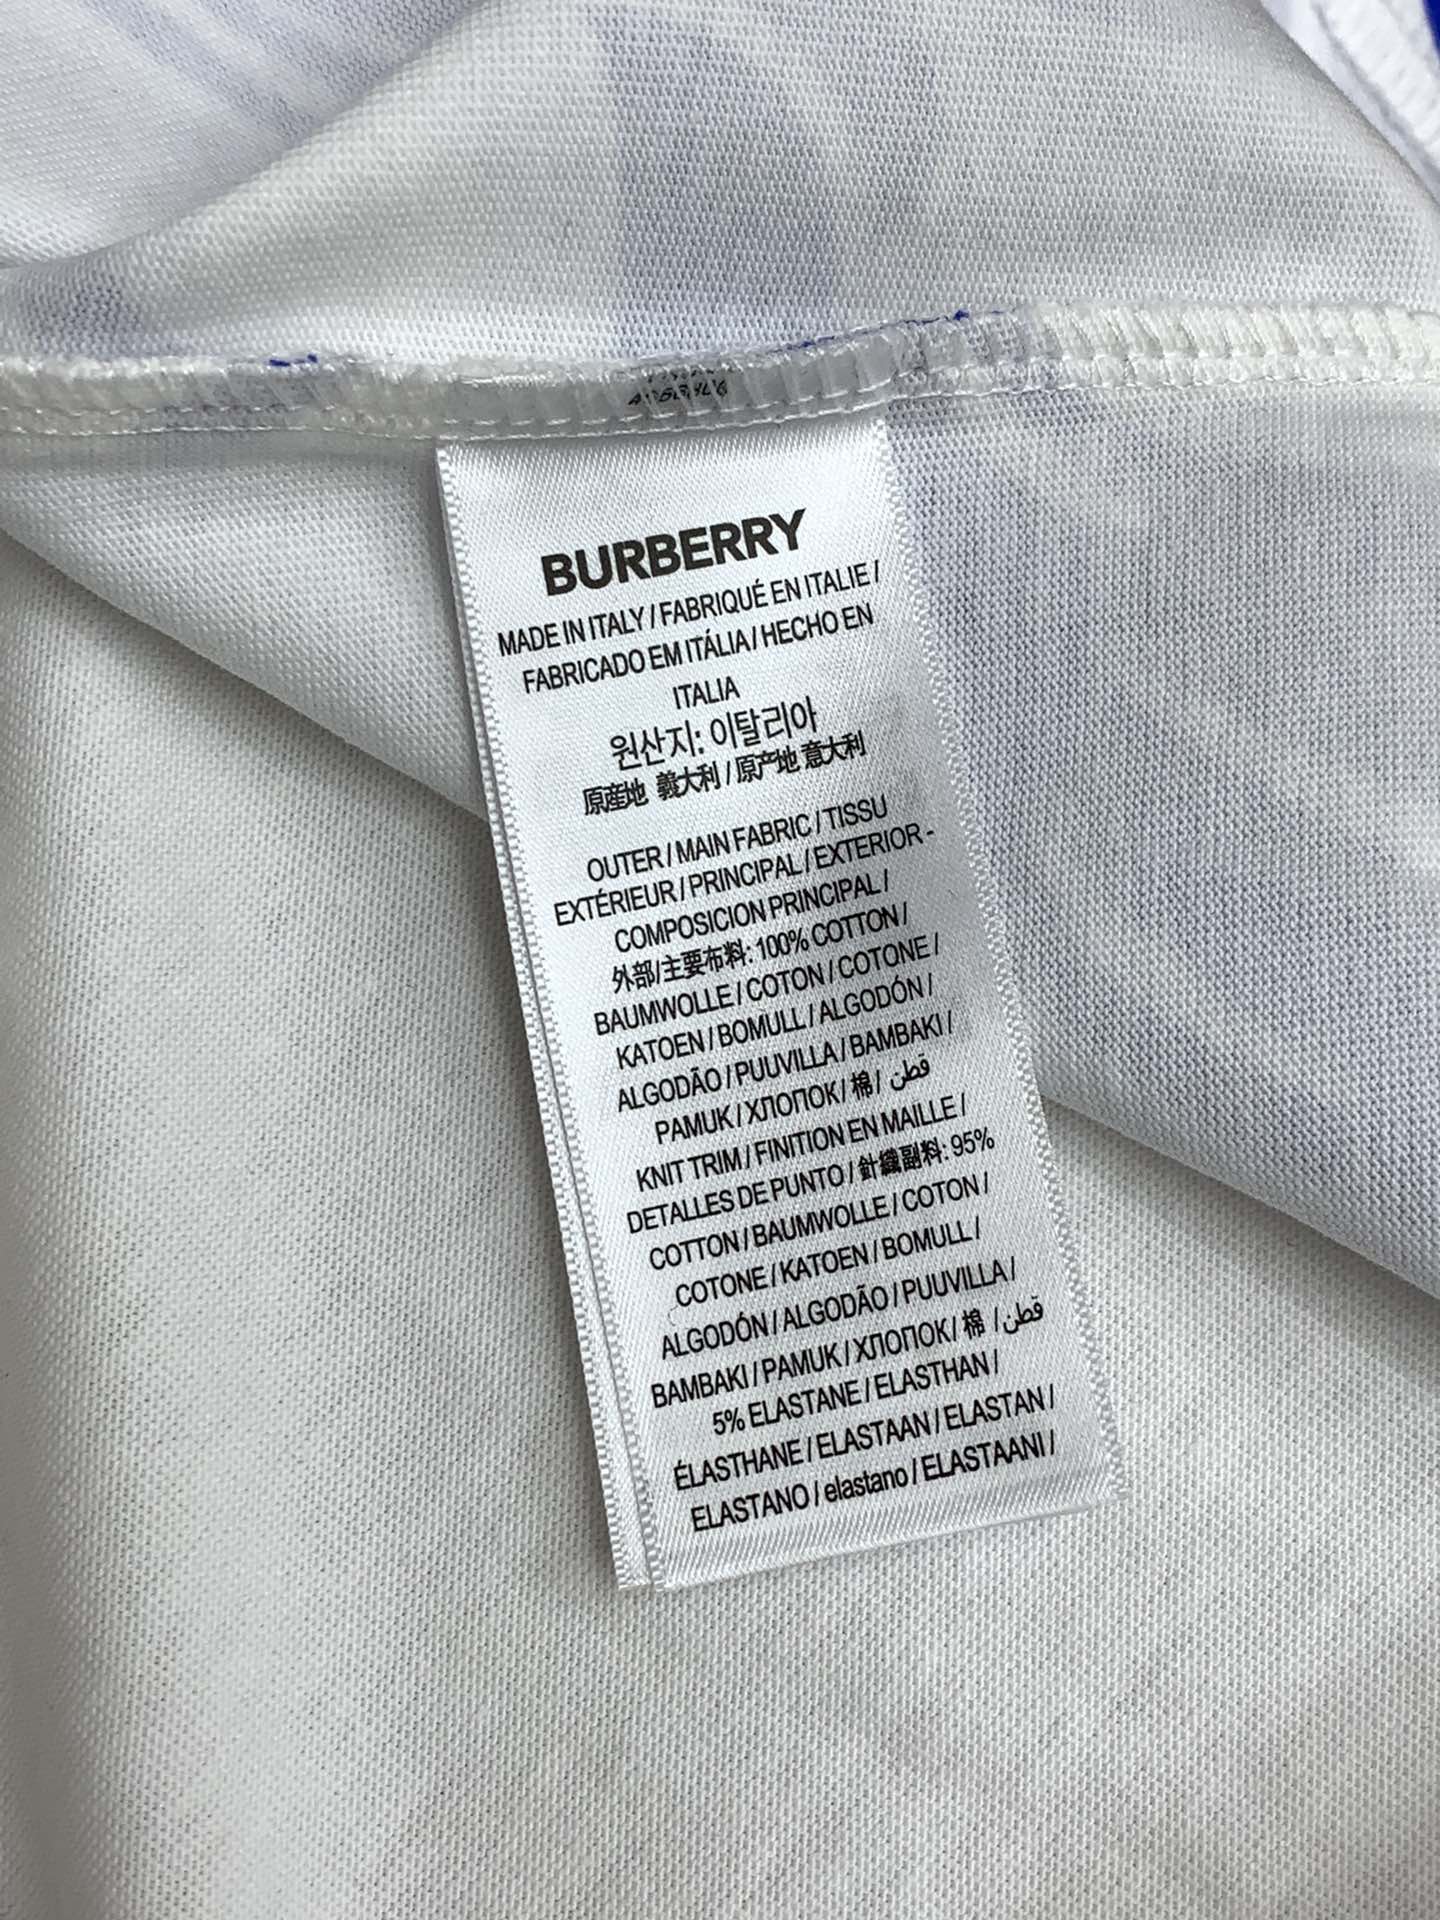 BURBERRY
MADE IN ITALY / FABRIQUÉ EN ITALIE /
FABRICADO EM ITÁLIA / HECHO EN
ITALIA
원산지: 이탈리아
原産地 義大利 / 原产地 意大利
OUTER / MAIN FABRIC / TISSU
EXTÉRIEUR / PRINCIPAL / EXTERIOR -
COMPOSICION PRINCIPAL /
外部/主要布料: 100% COTTON /
BAUMWOLLE / COTON / COTONE /
KATOEN / BOMULL / ALGODÓN /
ALGODÃO / PUUVILLA / BAMBAKI /
PAMUK / ХЛОПОК / 棉 / قطن
KNIT TRIM / FINITION EN MAILLE /
DETALLES DE PUNTO / 針織副料: 95%
COTTON / BAUMWOLLE / COTON /
COTONE / KATOEN / BOMULL /
ALGODÓN / ALGODÃO / PUUVILLA /
BAMBAKI / PAMUK / ХЛОПОК / 棉 / قطن
5% ELASTANE / ELASTHAN /
ÉLASTHANE / ELASTAAN / ELASTAN /
ELASTANO / elastano / ELASTAANI /